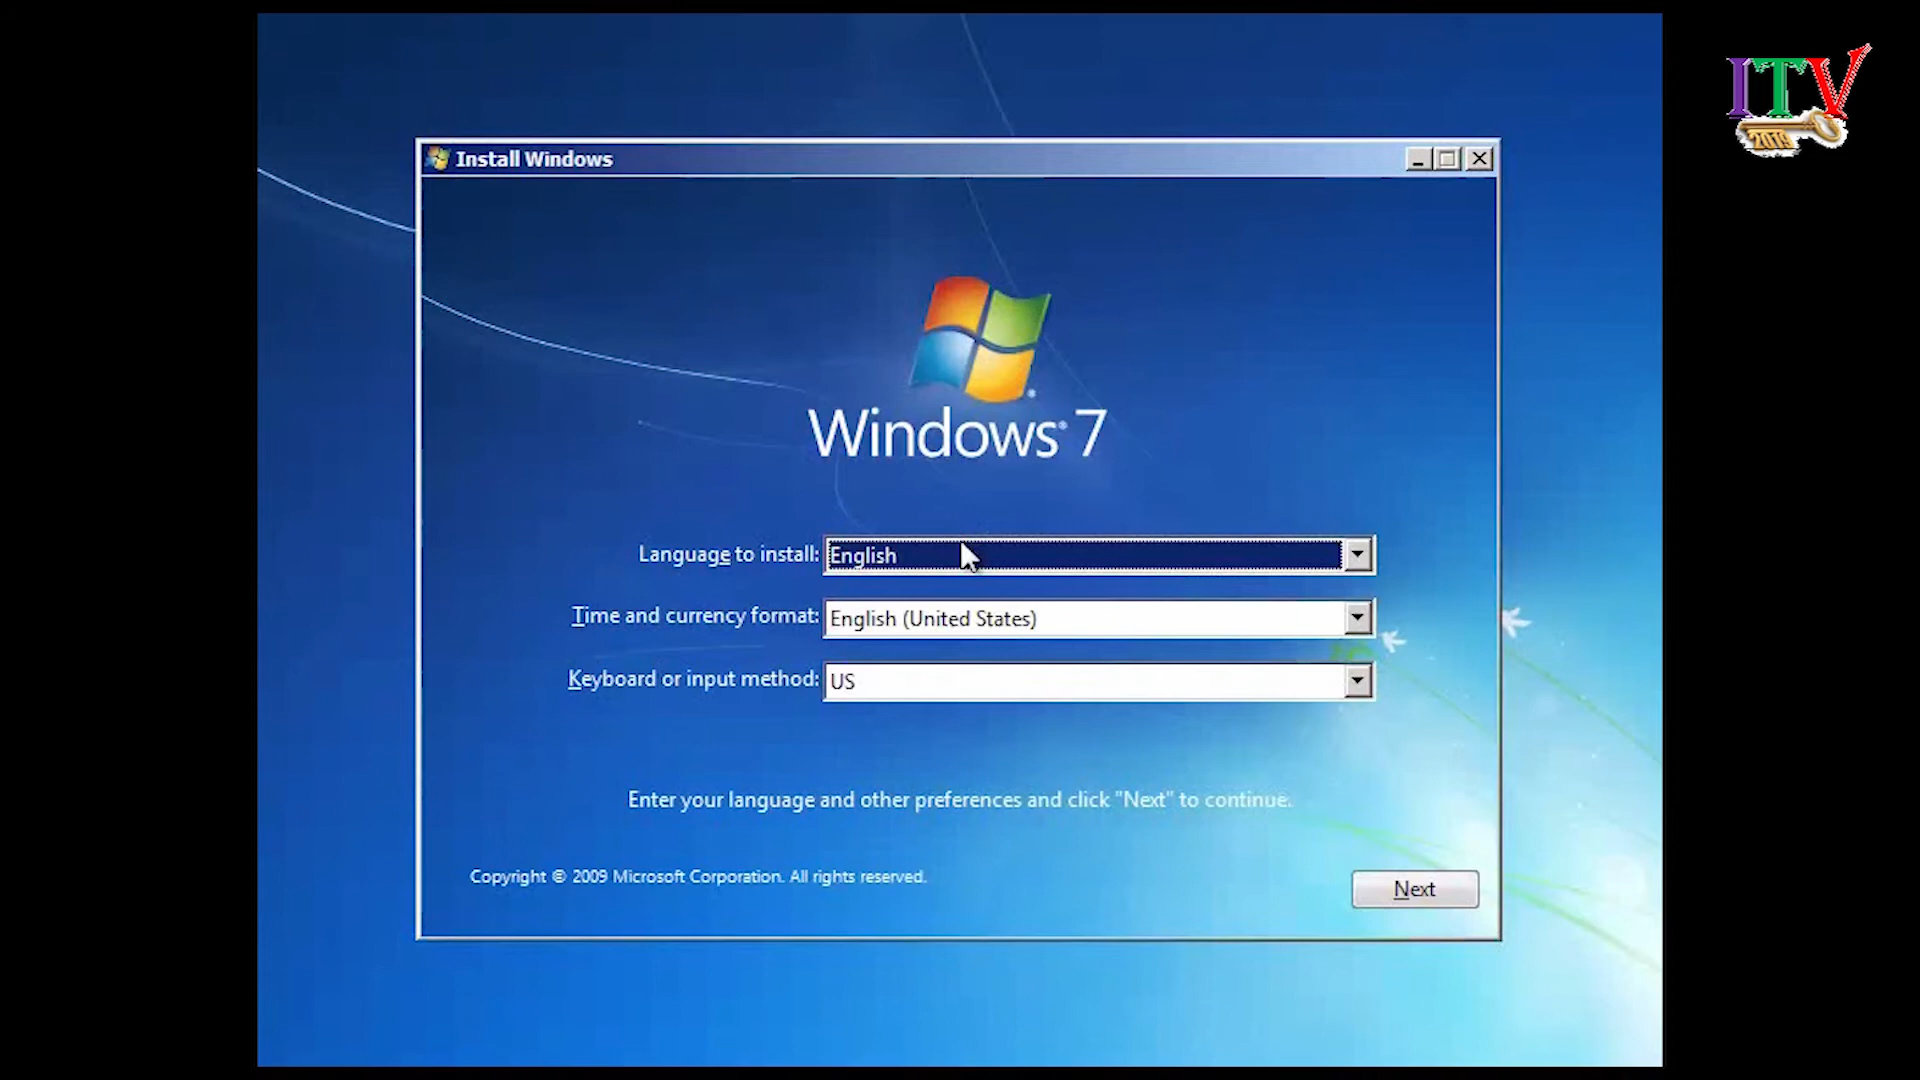 ITV
2019
Install Windows
Windows® 7
Language to install: English
Time and currency format: English (United States)
Keyboard or input method: US
Enter your language and other preferences and click "Next" to continue.
Copyright © 2009 Microsoft Corporation. All rights reserved.
Next